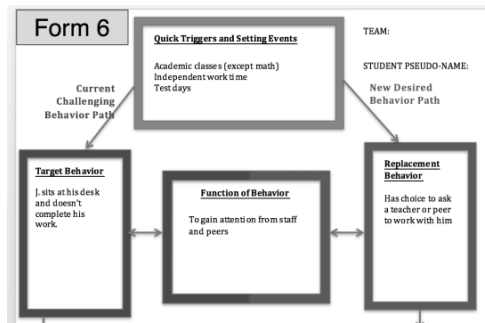 Form 6
Quick Triggers and Setting Events
Academic classes (except math)
Independent work time
Test days
TEAM:
STUDENT PSEUDO-NAME:
Current
Challenging
Behavior Path
New Desired
Behavior Path
Target Behavior
J. sits at his desk
and doesn't
complete his
work.
Function of Behavior
To gain attention from staff
and peers
Replacement
Behavior
Has choice to ask
a teacher or peer
to work with him